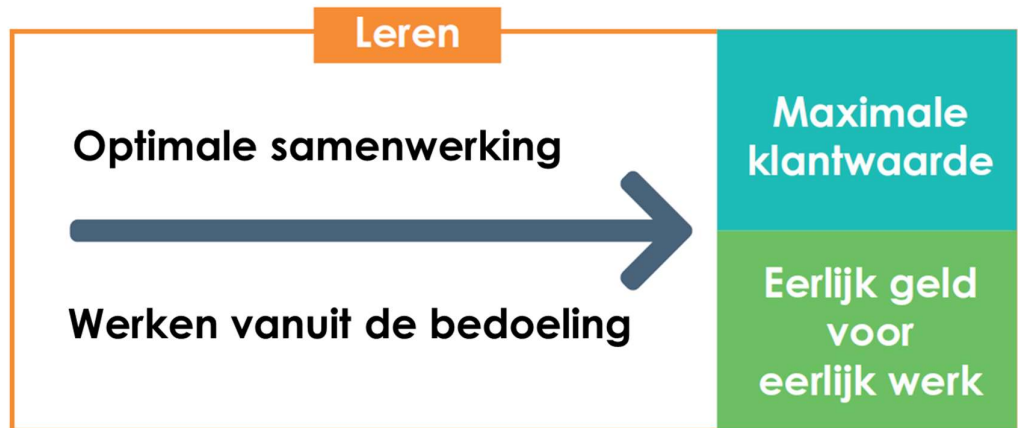 Leren
Optimale samenwerking
Werken vanuit de bedoeling
Maximale
klantwaarde
Eerlijk geld
voor
eerlijk werk